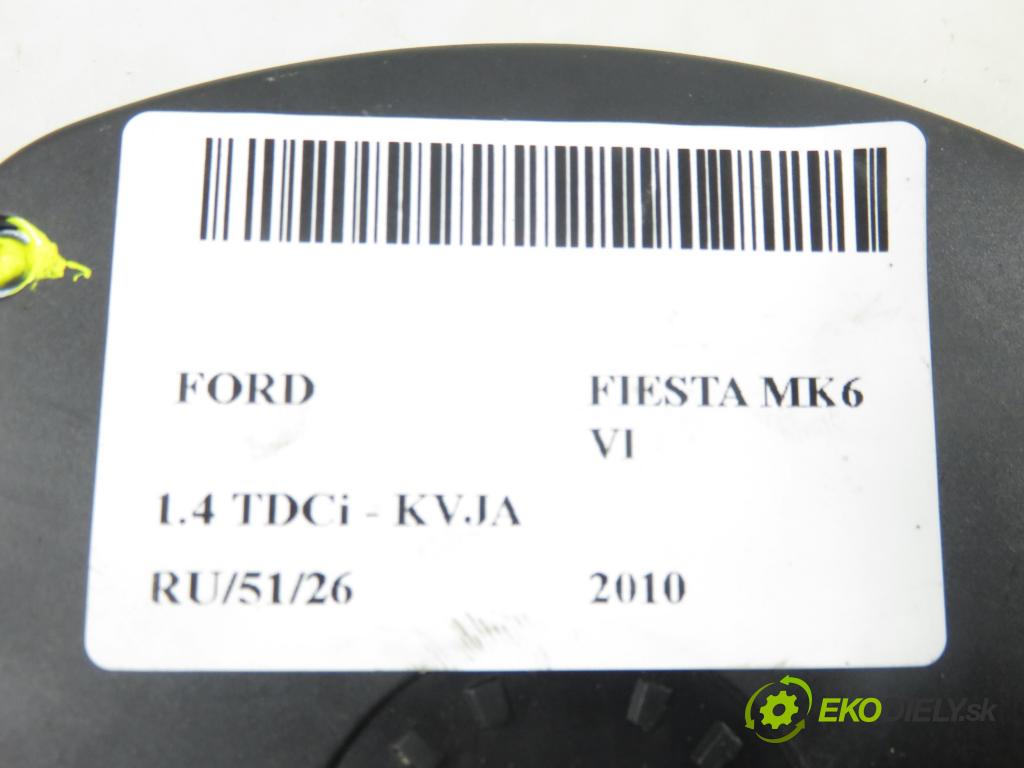 FORD FIESTA MK6
VI
1.4 TDCi - KVJA
RU/51/26 2010
EKODIELY.sk